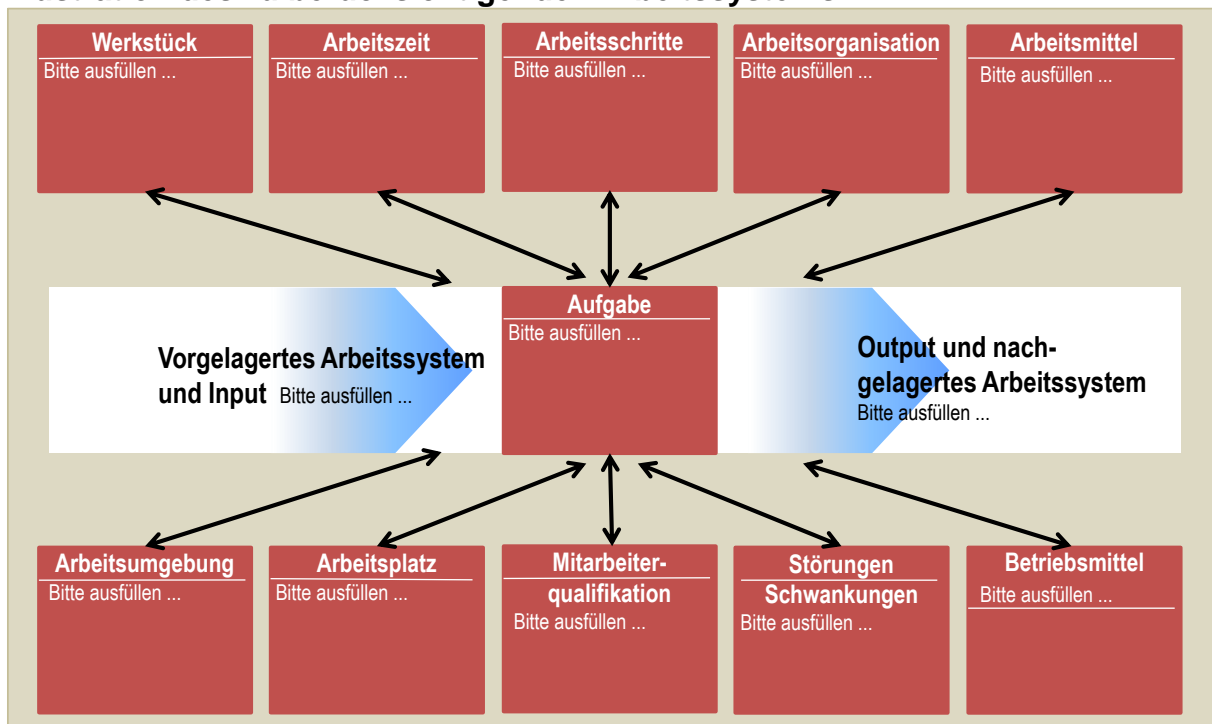 Werkstück
Bitte ausfüllen ...
Arbeitszeit
Bitte ausfüllen ...
Arbeitsschritte
Bitte ausfüllen ...
Arbeitsorganisation
Bitte ausfüllen ...
Arbeitsmittel
Bitte ausfüllen ...
Vorgelagertes Arbeitssystem
und Input Bitte ausfüllen ...
Aufgabe
Bitte ausfüllen ...
Output und nach-
gelagertes Arbeitssystem
Bitte ausfüllen ...
Arbeitsumgebung
Bitte ausfüllen ...
Arbeitsplatz
Bitte ausfüllen ...
Mitarbeiter-
qualifikation
Bitte ausfüllen ...
Störungen
Schwankungen
Bitte ausfüllen ...
Betriebsmittel
Bitte ausfüllen ...